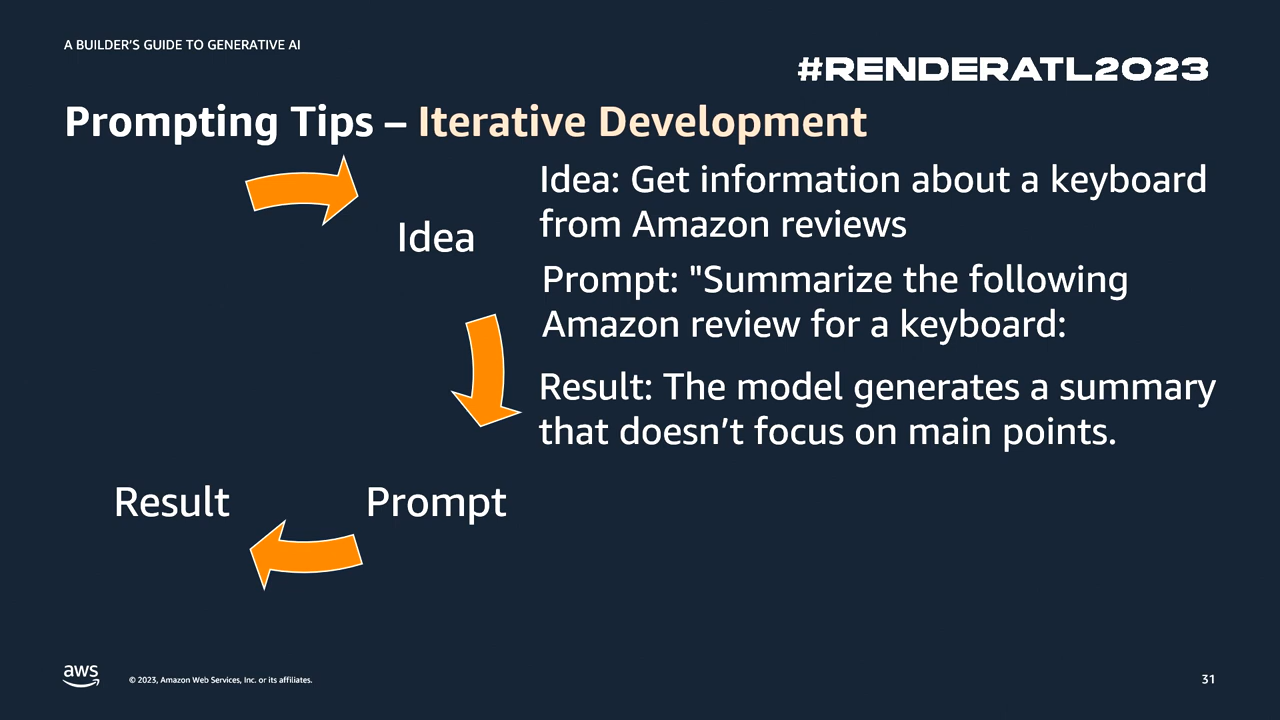 A BUILDER’S GUIDE TO GENERATIVE AI
#RENDERATL2023
Prompting Tips – Iterative Development
Idea: Get information about a keyboard
from Amazon reviews
Idea
Prompt: "Summarize the following
Amazon review for a keyboard:
Result: The model generates a summary
that doesn’t focus on main points.
Result
Prompt
aws
© 2023, Amazon Web Services, Inc. or its affiliates.
31